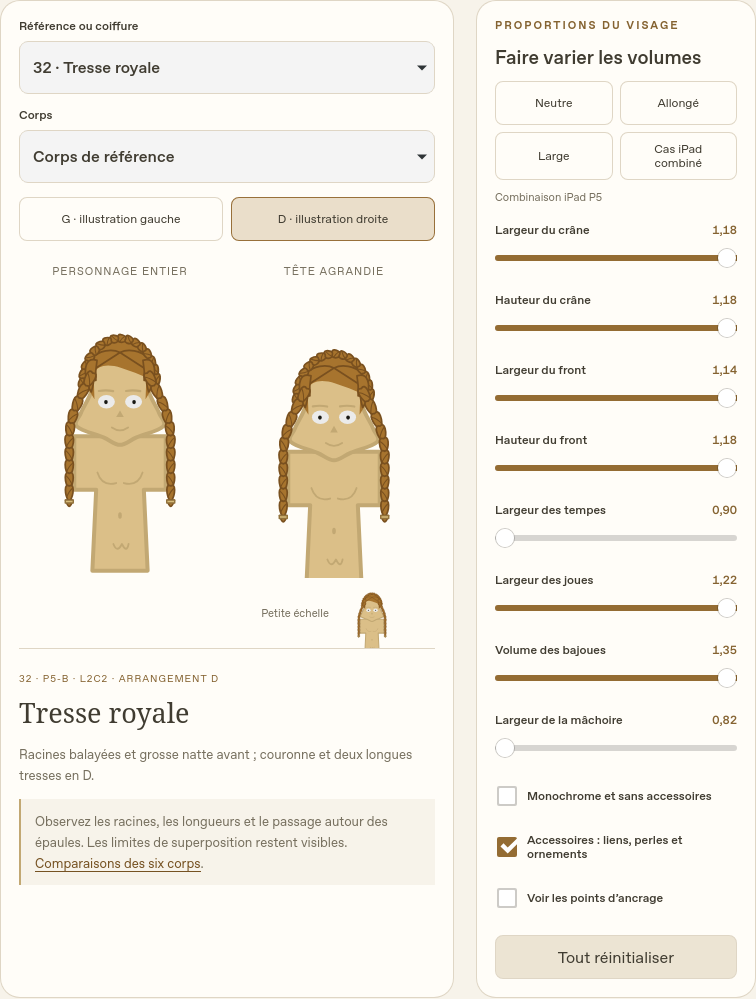 Référence ou coiffure
32 · Tresse royale
Corps
Corps de référence
G · illustration gauche
D · illustration droite
PERSONNAGE ENTIER
TÊTE AGRANDIE
Petite échelle
32 · P5-B · L2C2 · ARRANGEMENT D
Tresse royale
Racines balayées et grosse natte avant ; couronne et deux longues
tresses en D.
Observez les racines, les longueurs et le passage autour des
épaules. Les limites de superposition restent visibles.
Comparaisons des six corps.
PROPORTIONS DU VISAGE
Faire varier les volumes
Neutre
Allongé
Large
Cas iPad
combiné
Combinaison iPad P5
Largeur du crâne 1,18
Hauteur du crâne 1,18
Largeur du front 1,14
Hauteur du front 1,18
Largeur des tempes 0,90
Largeur des joues 1,22
Volume des bajoues 1,35
Largeur de la mâchoire 0,82
Monochrome et sans accessoires
Accessoires : liens, perles et
ornements
Voir les points d’ancrage
Tout réinitialiser